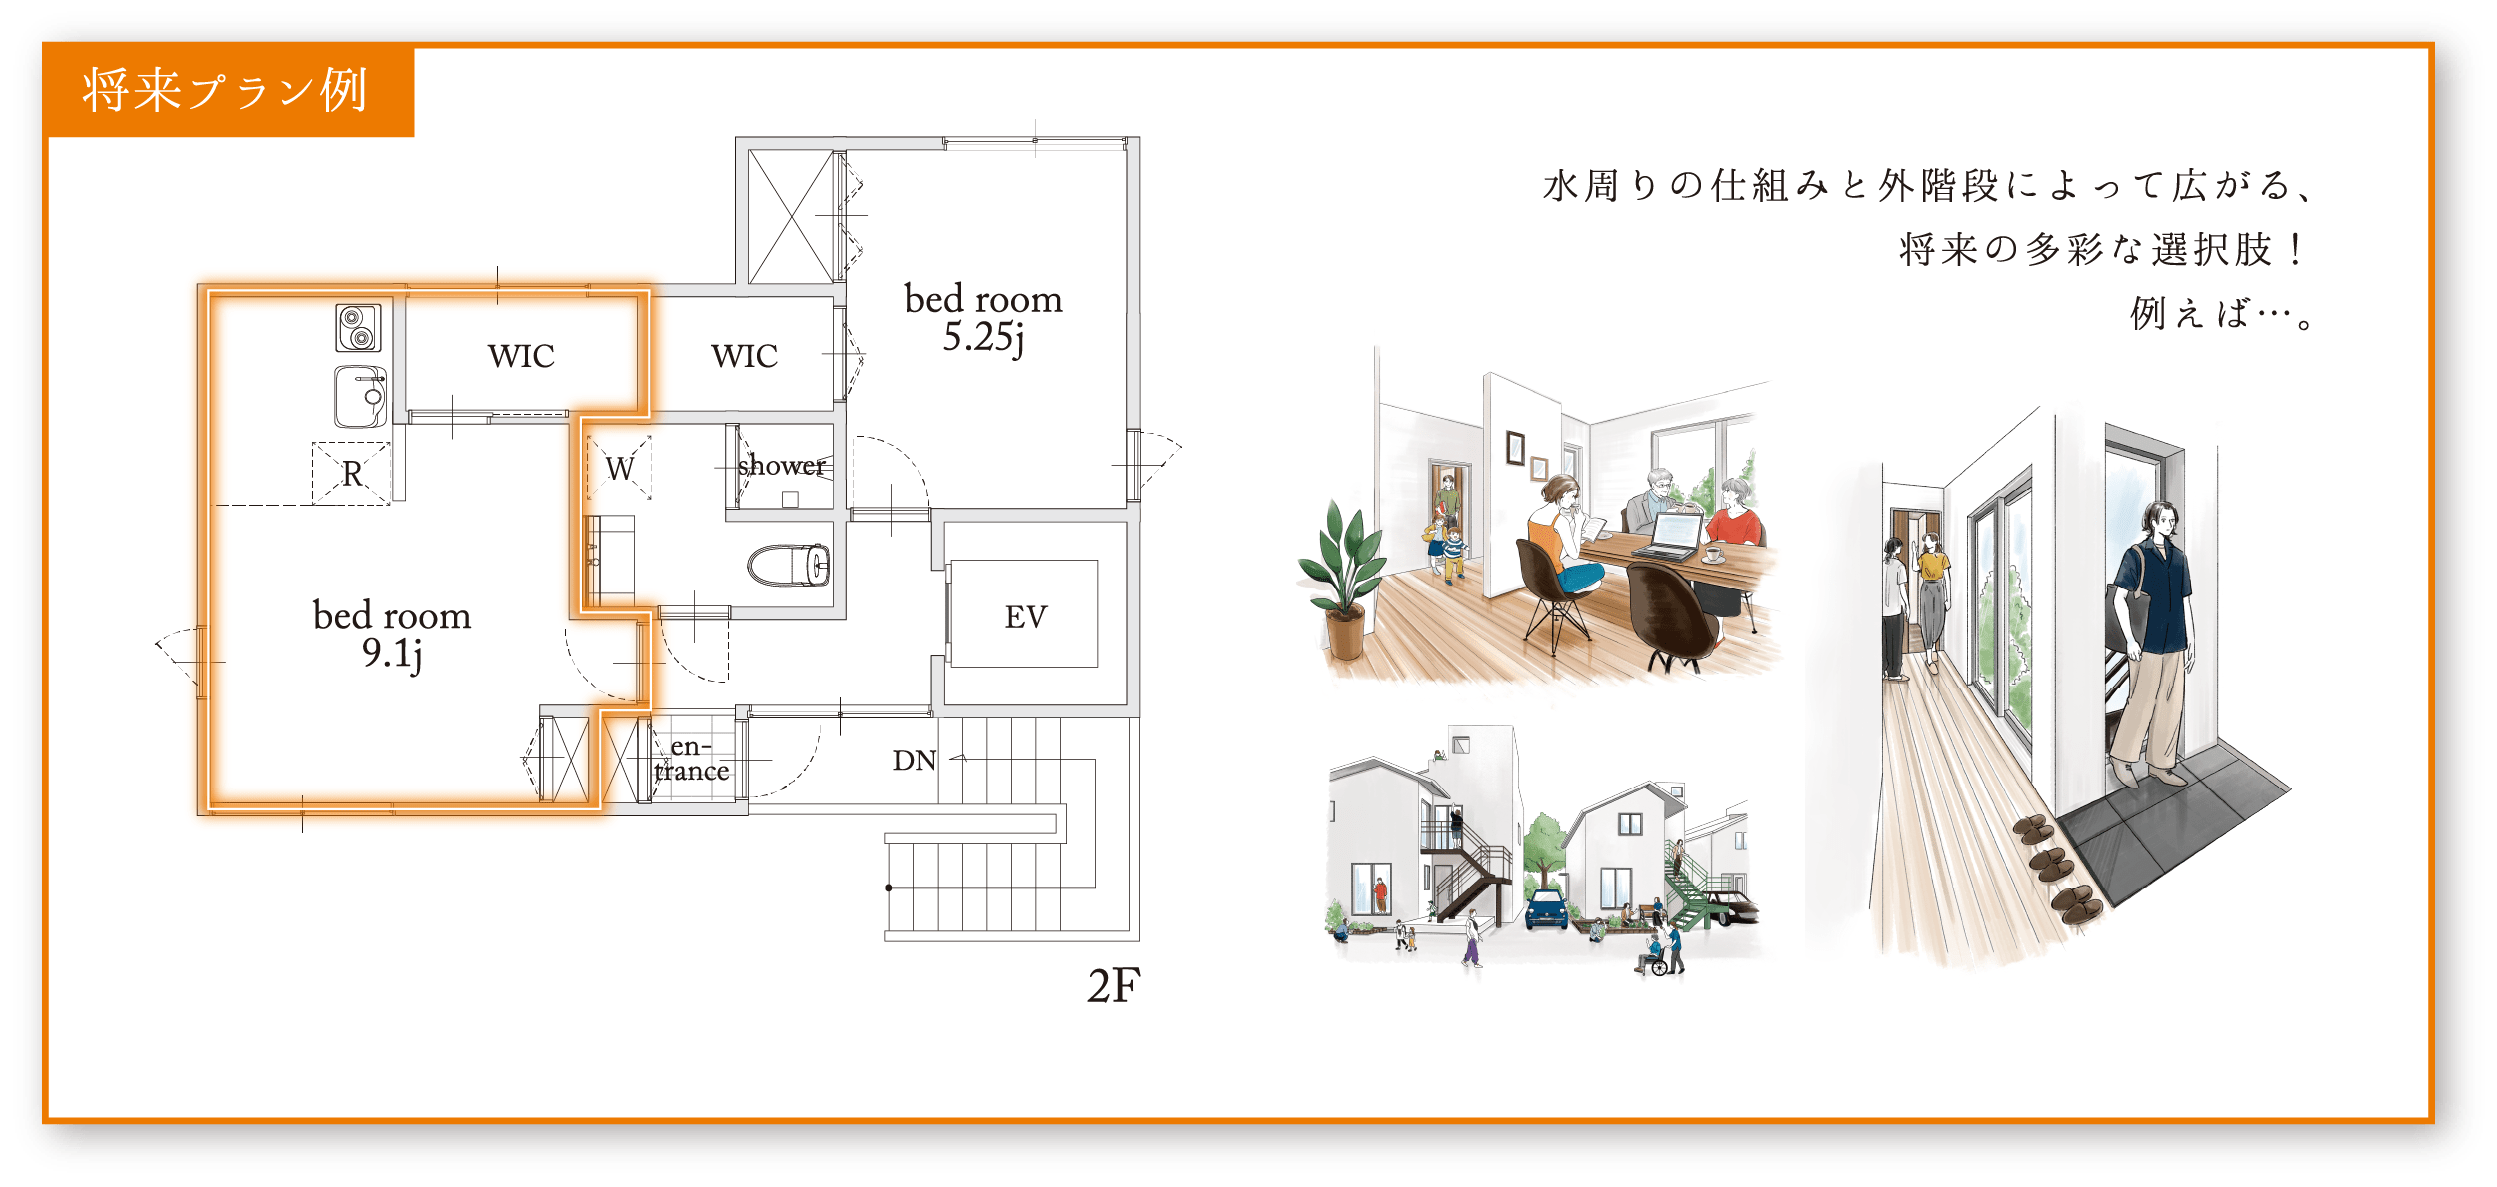 将来プラン例
水周りの仕組みと外階段によって広がる、
将来の多彩な選択肢！
例えば…。
bed room
5.25j
WIC
WIC
R
W
shower
bed room
9.1j
EV
en-
trance
DN
2F